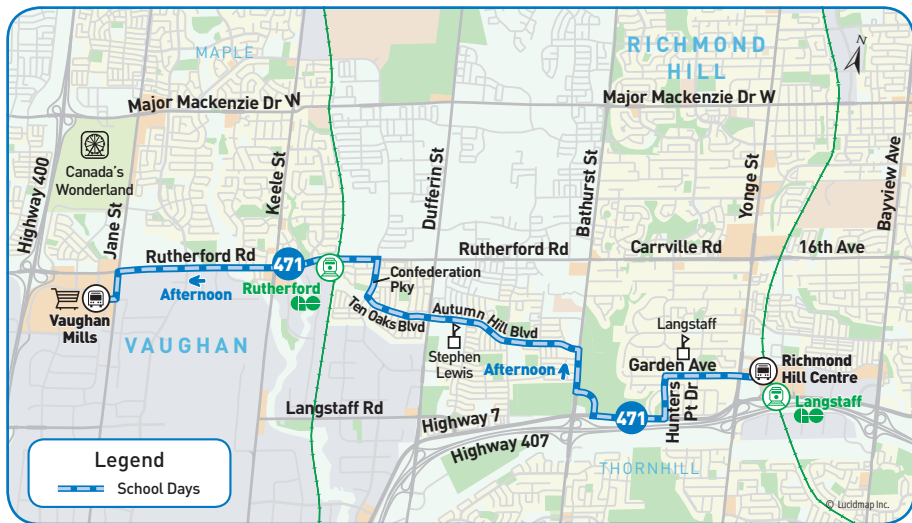 MAPLE
RICHMOND
HILL
N
Major Mackenzie Dr W
Major Mackenzie Dr W
Canada's
Wonderland
Highway 400
Jane St
Keele St
Dufferin St
Bathurst St
Yonge St
Bayview Ave
Rutherford Rd
471
Rutherford Rd
Carrville Rd
16th Ave
Afternoon
Rutherford
GO
Confederation
Pky
Vaughan
Mills
VAUGHAN
Ten Oaks Blvd
Autumn Hill Blvd
Stephen
Lewis
Afternoon
Langstaff
Garden Ave
Richmond
Hill Centre
Hunters
Pt Dr
Langstaff
GO
Langstaff Rd
Highway 7
471
Highway 407
THORNHILL
Legend
School Days
© Lucidmap Inc.